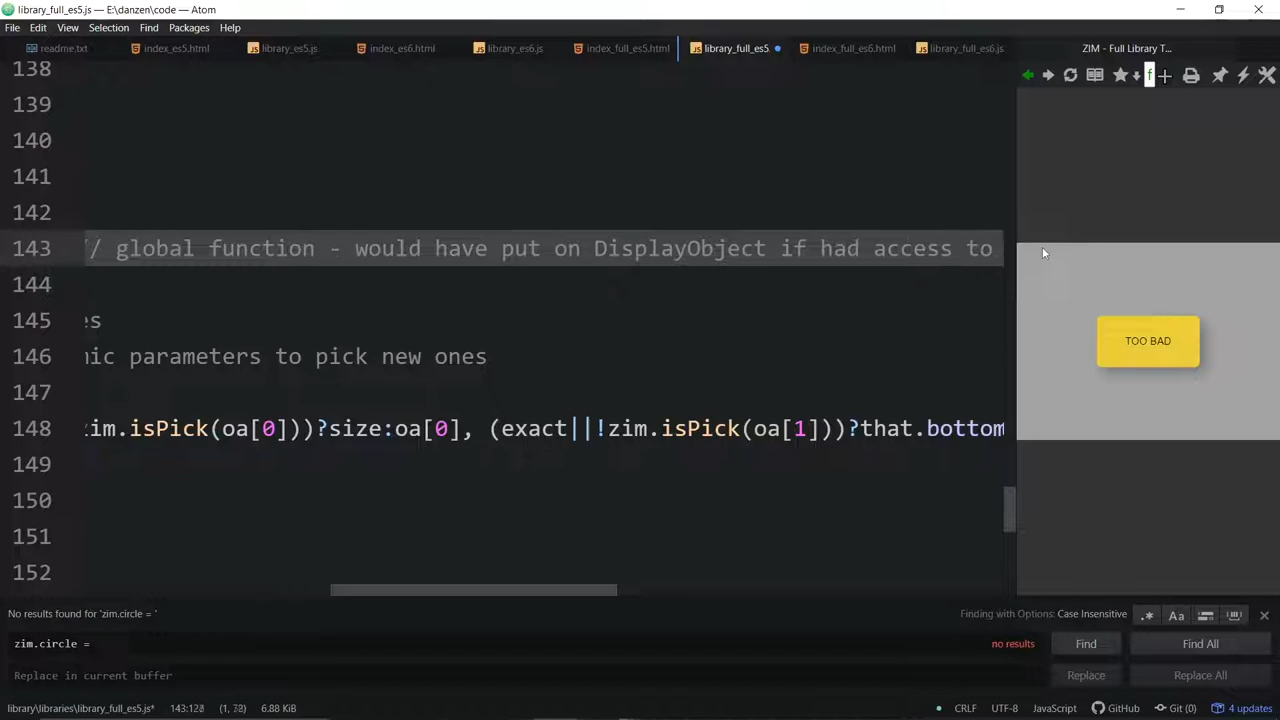 library_full_es5.js — E:\danzen\code — Atom
File Edit View Selection Find Packages Help
readme.txt index_es5.html library_es5.js index_es6.html library_es6.js index_full_es5.html library_full_es5. index_full_es6.html library_full_es6.js ZIM - Full Library T...
f
138
139
140
141
142
143 // global function - would have put on DisplayObject if had access to
144
145 es
146 nic parameters to pick new ones
147
148 zim.isPick(oa[0]))?size:oa[0], (exact||!zim.isPick(oa[1]))?that.bottom
149
150
151
152
TOO BAD
No results found for 'zim.circle = ' Finding with Options: Case Insensitive .* Aa
zim.circle = no results Find Find All
Replace in current buffer Replace Replace All
library\libraries\library_full_es5.js* (1, 73) 6.88 KiB CRLF UTF-8 JavaScript GitHub Git (0) 4 updates